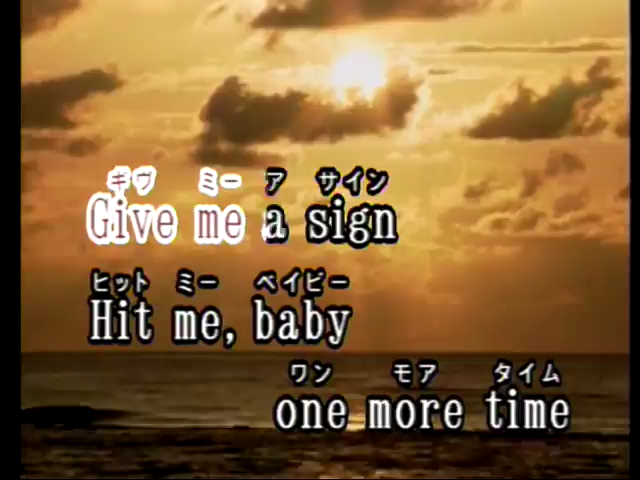 ギヴ ミー ア サイン
Give me a sign
ヒット ミー ベイビー
Hit me, baby
ワン モア タイム
one more time